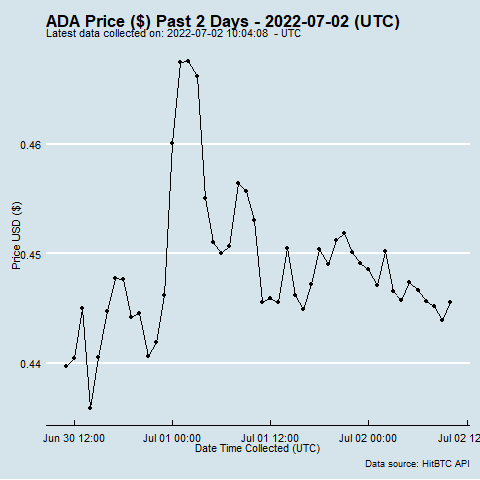 ADA Price ($) Past 2 Days - 2022-07-02 (UTC)
Latest data collected on: 2022-07-02 10:04:08 - UTC
0.46
0.45
0.44
Price USD ($)
Jun 30 12:00 Jul 01 00:00 Jul 01 12:00 Jul 02 00:00 Jul 02 12
Date Time Collected (UTC)
Data source: HitBTC API